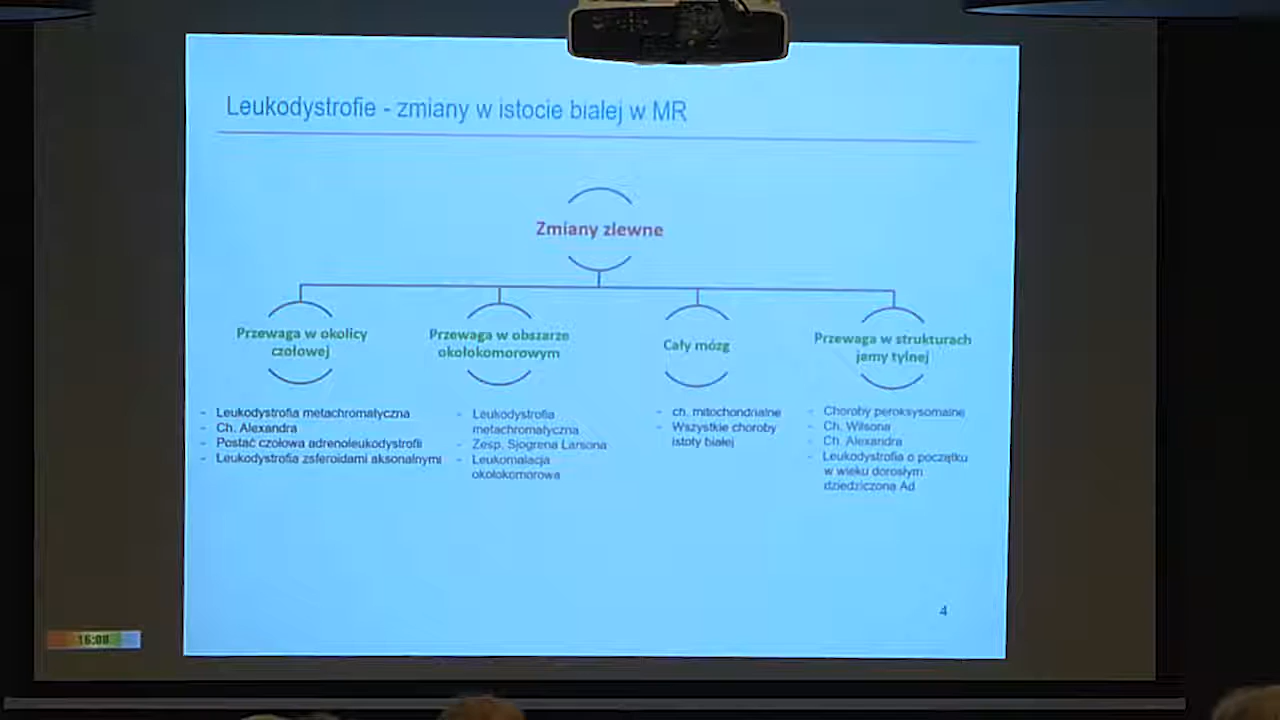 Leukodystrofie - zmiany w istocie białej w MR
Zmiany zlewne
Przewaga w okolicy
czołowej
- Leukodystrofia metachromatyczna
- Ch. Alexandra
- Postać czołowa adrenoleukodystrofii
- Leukodystrofia zsferoidami aksonalnymi
Przewaga w obszarze
okołokomorowym
- Leukodystrofia
metachromatyczna
- Zesp. Sjogrena Larsona
- Leukomalacja
okołokomorowa
Cały mózg
- ch. mitochondrialne
- Wszystkie choroby
istoty białej
Przewaga w strukturach
jamy tylnej
- Choroby peroksysomalne
- Ch. Wilsona
- Ch. Alexandra
- Leukodystrofia o początku
w wieku dorosłym
dziedziczona Ad
4
16:00